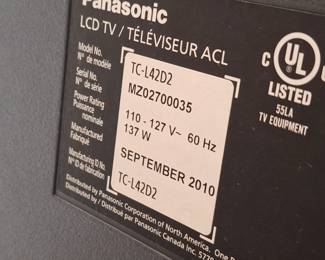 Panasonic
LCD TV / TÉLÉVISEUR ACL
Model No.
N° de modèle
TC-L42D2
Serial No.
N° de série
MZ02700035
Power Rating
Puissance
nominale
110 - 127 V~ 60 Hz
137 W
Manufactured
Fabriqué
SEPTEMBER 2010
Manufacturing ID No.
N° ID de fabrication
TC-L42D2
C UL
LISTED
55LA
TV EQUIPMENT
Distributed by Panasonic Corporation of North America. One
Distribué par Panasonic Canada Inc. 577